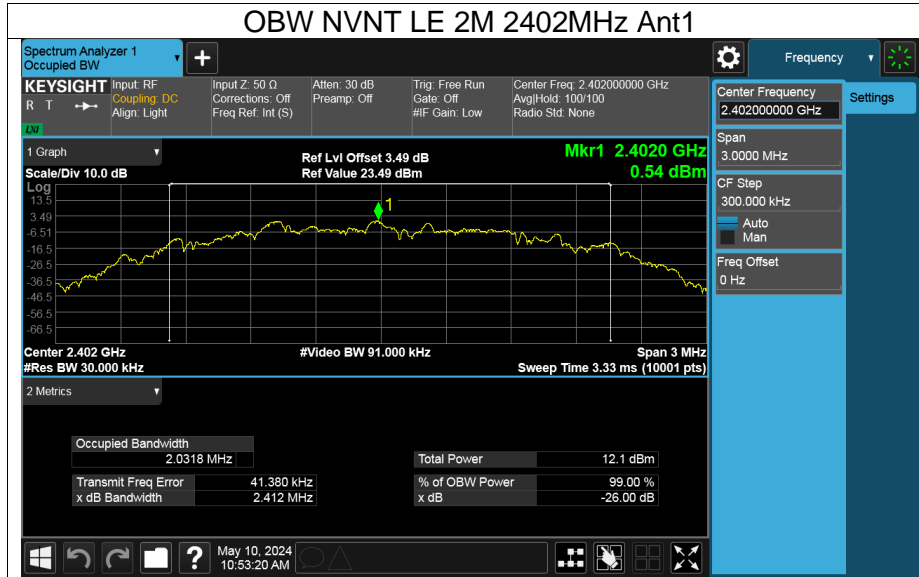 OBW NVNT LE 2M 2402MHz Ant1
Spectrum Analyzer 1
Occupied BW
Frequency
KEYSIGHT
R T
LXI
Input: RF
Coupling: DC
Align: Light
Input Z: 50 Ω
Corrections: Off
Freq Ref: Int (S)
Atten: 30 dB
Preamp: Off
Trig: Free Run
Gate: Off
#IF Gain: Low
Center Freq: 2.402000000 GHz
Avg|Hold: 100/100
Radio Std: None
Center Frequency
2.402000000 GHz
Settings
Span
3.0000 MHz
CF Step
300.000 kHz
Auto
Man
Freq Offset
0 Hz
1 Graph
Scale/Div 10.0 dB
Ref Lvl Offset 3.49 dB
Ref Value 23.49 dBm
Mkr1 2.4020 GHz
0.54 dBm
Log
13.5
3.49
-6.51
-16.5
-26.5
-36.5
-46.5
-56.5
-66.5
1
Center 2.402 GHz
#Res BW 30.000 kHz
#Video BW 91.000 kHz
Span 3 MHz
Sweep Time 3.33 ms (10001 pts)
2 Metrics
Occupied Bandwidth
2.0318 MHz
Total Power 12.1 dBm
Transmit Freq Error 41.380 kHz
% of OBW Power 99.00 %
x dB Bandwidth 2.412 MHz
x dB -26.00 dB
May 10, 2024
10:53:20 AM